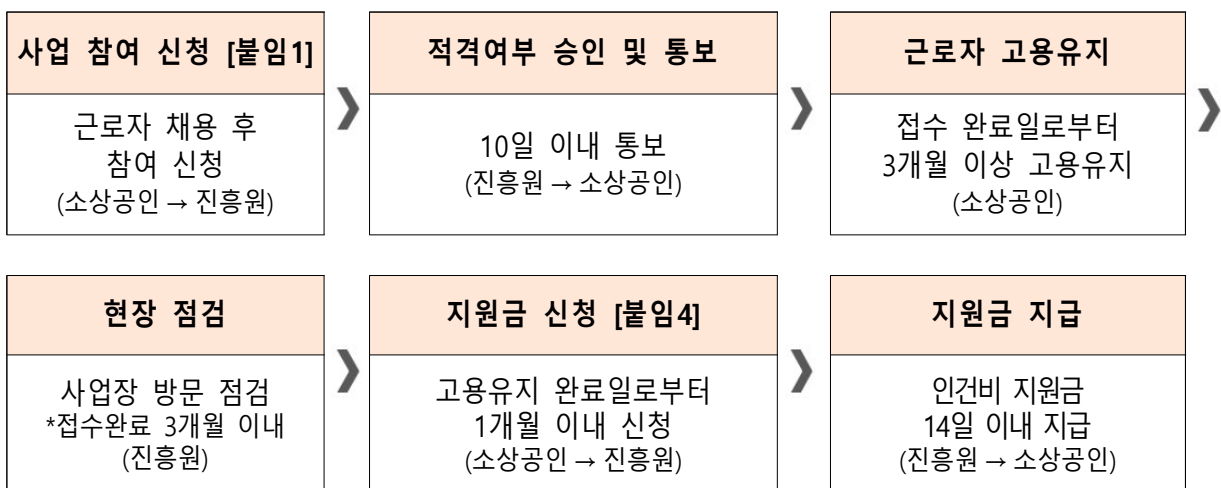 사업 참여 신청 [붙임1]
근로자 채용 후
참여 신청
(소상공인 → 진흥원)
적격여부 승인 및 통보
10일 이내 통보
(진흥원 → 소상공인)
근로자 고용유지
접수 완료일로부터
3개월 이상 고용유지
(소상공인)
현장 점검
사업장 방문 점검
*접수완료 3개월 이내
(진흥원)
지원금 신청 [붙임4]
고용유지 완료일로부터
1개월 이내 신청
(소상공인 → 진흥원)
지원금 지급
인건비 지원금
14일 이내 지급
(진흥원 → 소상공인)